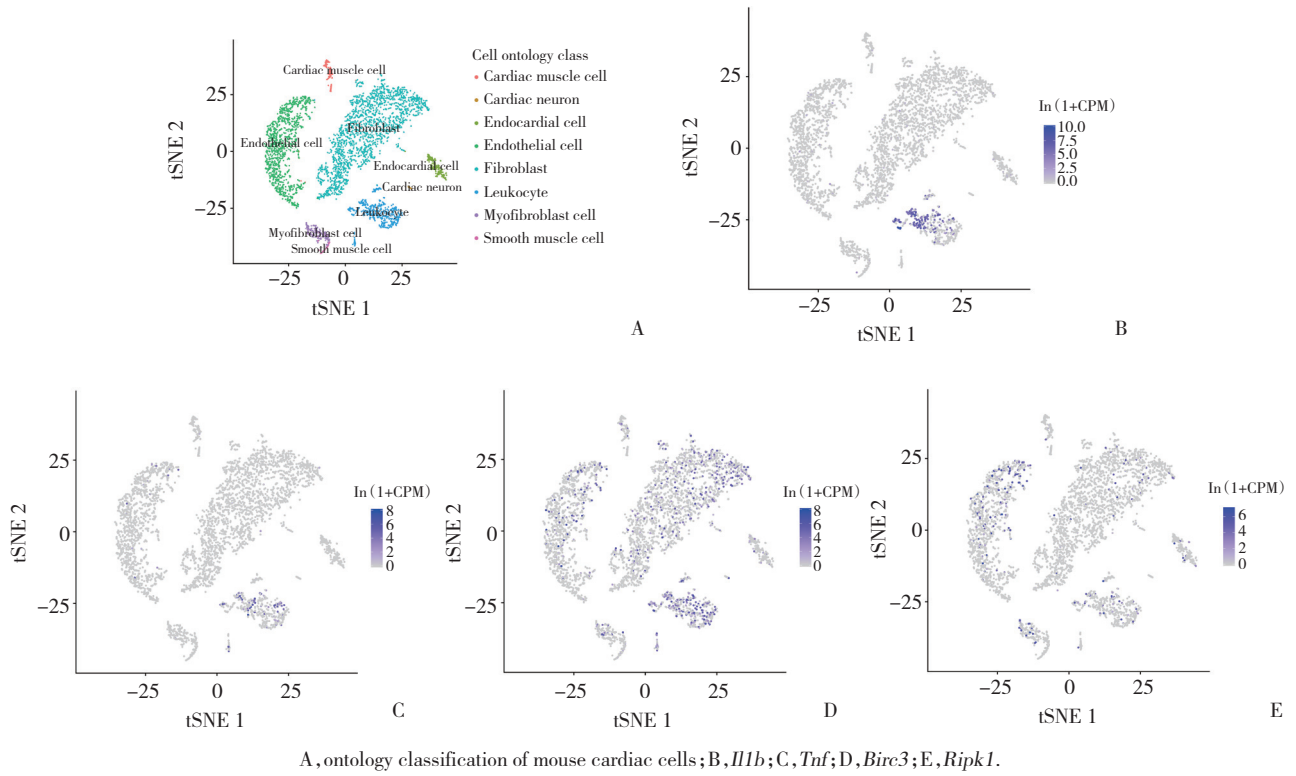 Cell ontology class
Cardiac muscle cell
Cardiac neuron
Endocardial cell
Endothelial cell
Fibroblast
Leukocyte
Myofibroblast cell
Smooth muscle cell
Cardiac muscle cell
Fibroblast
Endothelial cell
Endocardial cell
Cardiac neuron
Leukocyte
Myofibroblast cell
Smooth muscle cell
tSNE 2
25
0
−25
−25 0 25
tSNE 1
A
tSNE 2
25
0
−25
−25 0 25
tSNE 1
In (1+CPM)
10.0
7.5
5.0
2.5
0.0
B
tSNE 2
25
0
−25
−25 0 25
tSNE 1
In (1+CPM)
8
6
4
2
0
C
tSNE 2
25
0
−25
−25 0 25
tSNE 1
In (1+CPM)
8
6
4
2
0
D
tSNE 2
25
0
−25
−25 0 25
tSNE 1
In (1+CPM)
6
4
2
0
E
A, ontology classification of mouse cardiac cells; B, Il1b; C, Tnf; D, Birc3; E, Ripk1.